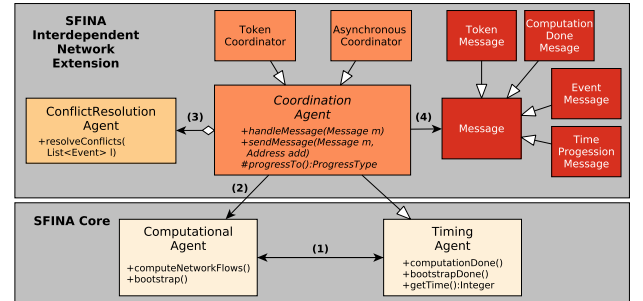 SFINA
Interdependent
Network
Extension
Token
Coordinator
Asynchronous
Coordinator
Token
Message
Computation
Done
Mesage
ConflictResolution
Agent
+resolveConflicts(
List<Event> l)
(3)
Coordination
Agent
+handleMessage(Message m)
+sendMessage(Message m,
Address add)
#progressTo():ProgressType
(4)
Message
Event
Message
Time
Progession
Message
(2)
SFINA Core
Computational
Agent
+computeNetworkFlows()
+bootstrap()
(1)
Timing
Agent
+computationDone()
+bootstrapDone()
+getTime():Integer